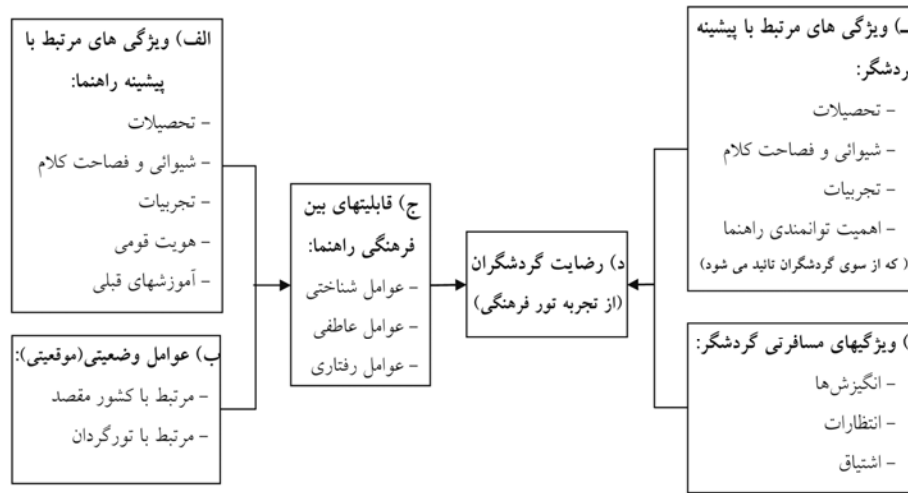 الف) ویژگی های مرتبط با
پیشینه راهنما:
- تحصیلات
- شیوائی و فصاحت کلام
- تجربیات
- هویت قومی
- آموزشهای قبلی
ب) عوامل وضعیتی(موقعیتی):
- مرتبط با کشور مقصد
- مرتبط با تورگردان
ج) قابلیتهای بین
فرهنگی راهنما:
- عوامل شناختی
- عوامل عاطفی
- عوامل رفتاری
د) رضایت گردشگران
(از تجربه تور فرهنگی)
) ویژگی های مرتبط با پیشینه
ردشگر:
- تحصیلات
- شیوائی و فصاحت کلام
- تجربیات
- اهمیت توانمندی راهنما
( که از سوی گردشگران تائید می شود)
) ویژگیهای مسافرتی گردشگر:
- انگیزش‌ها
- انتظارات
- اشتیاق